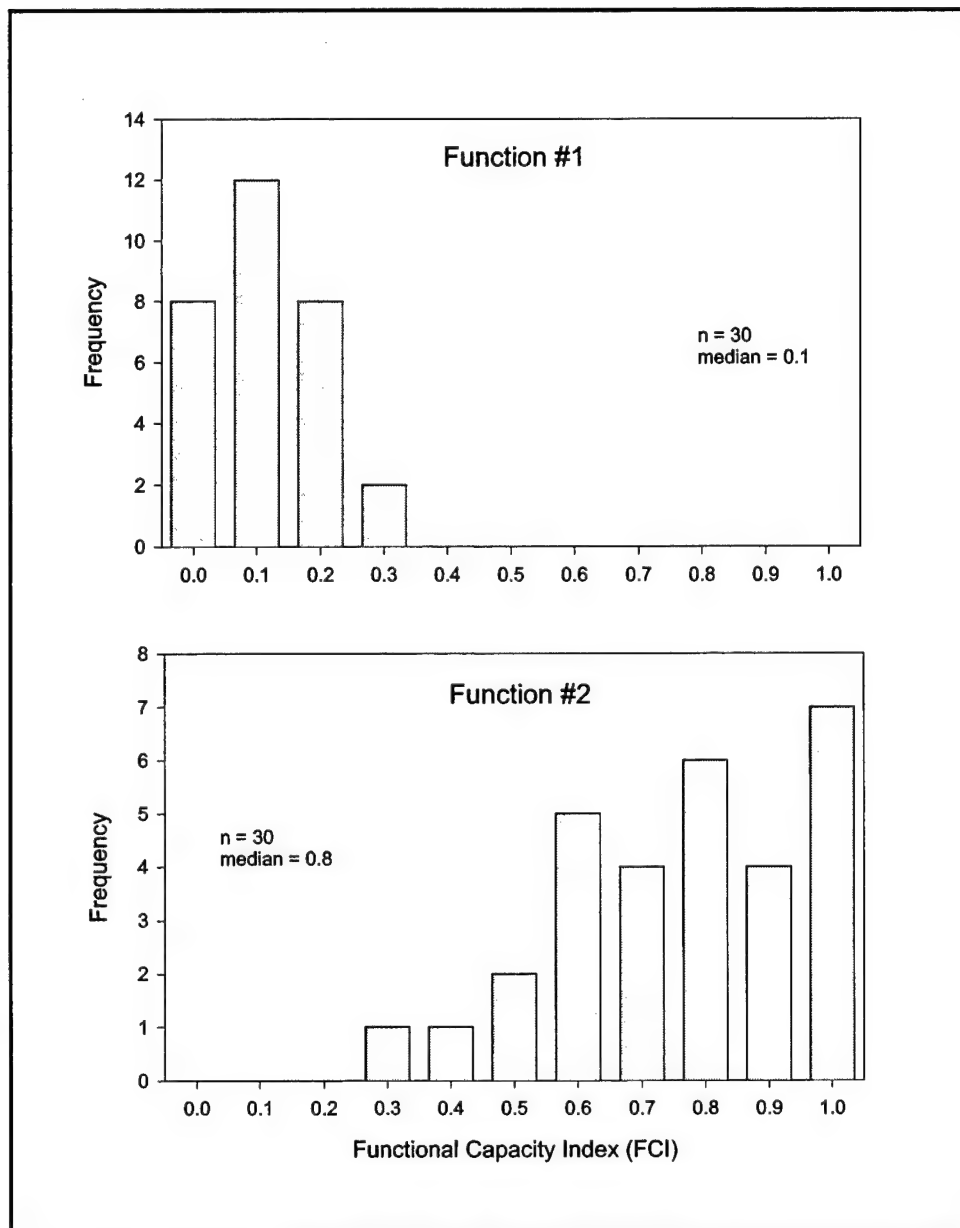 14
Function #1
12
10
8
n = 30
median = 0.1
6
4
2
0
Frequency
0.0 0.1 0.2 0.3 0.4 0.5 0.6 0.7 0.8 0.9 1.0
8
Function #2
7
6
5
n = 30
median = 0.8
4
3
2
1
0
Frequency
0.0 0.1 0.2 0.3 0.4 0.5 0.6 0.7 0.8 0.9 1.0
Functional Capacity Index (FCI)